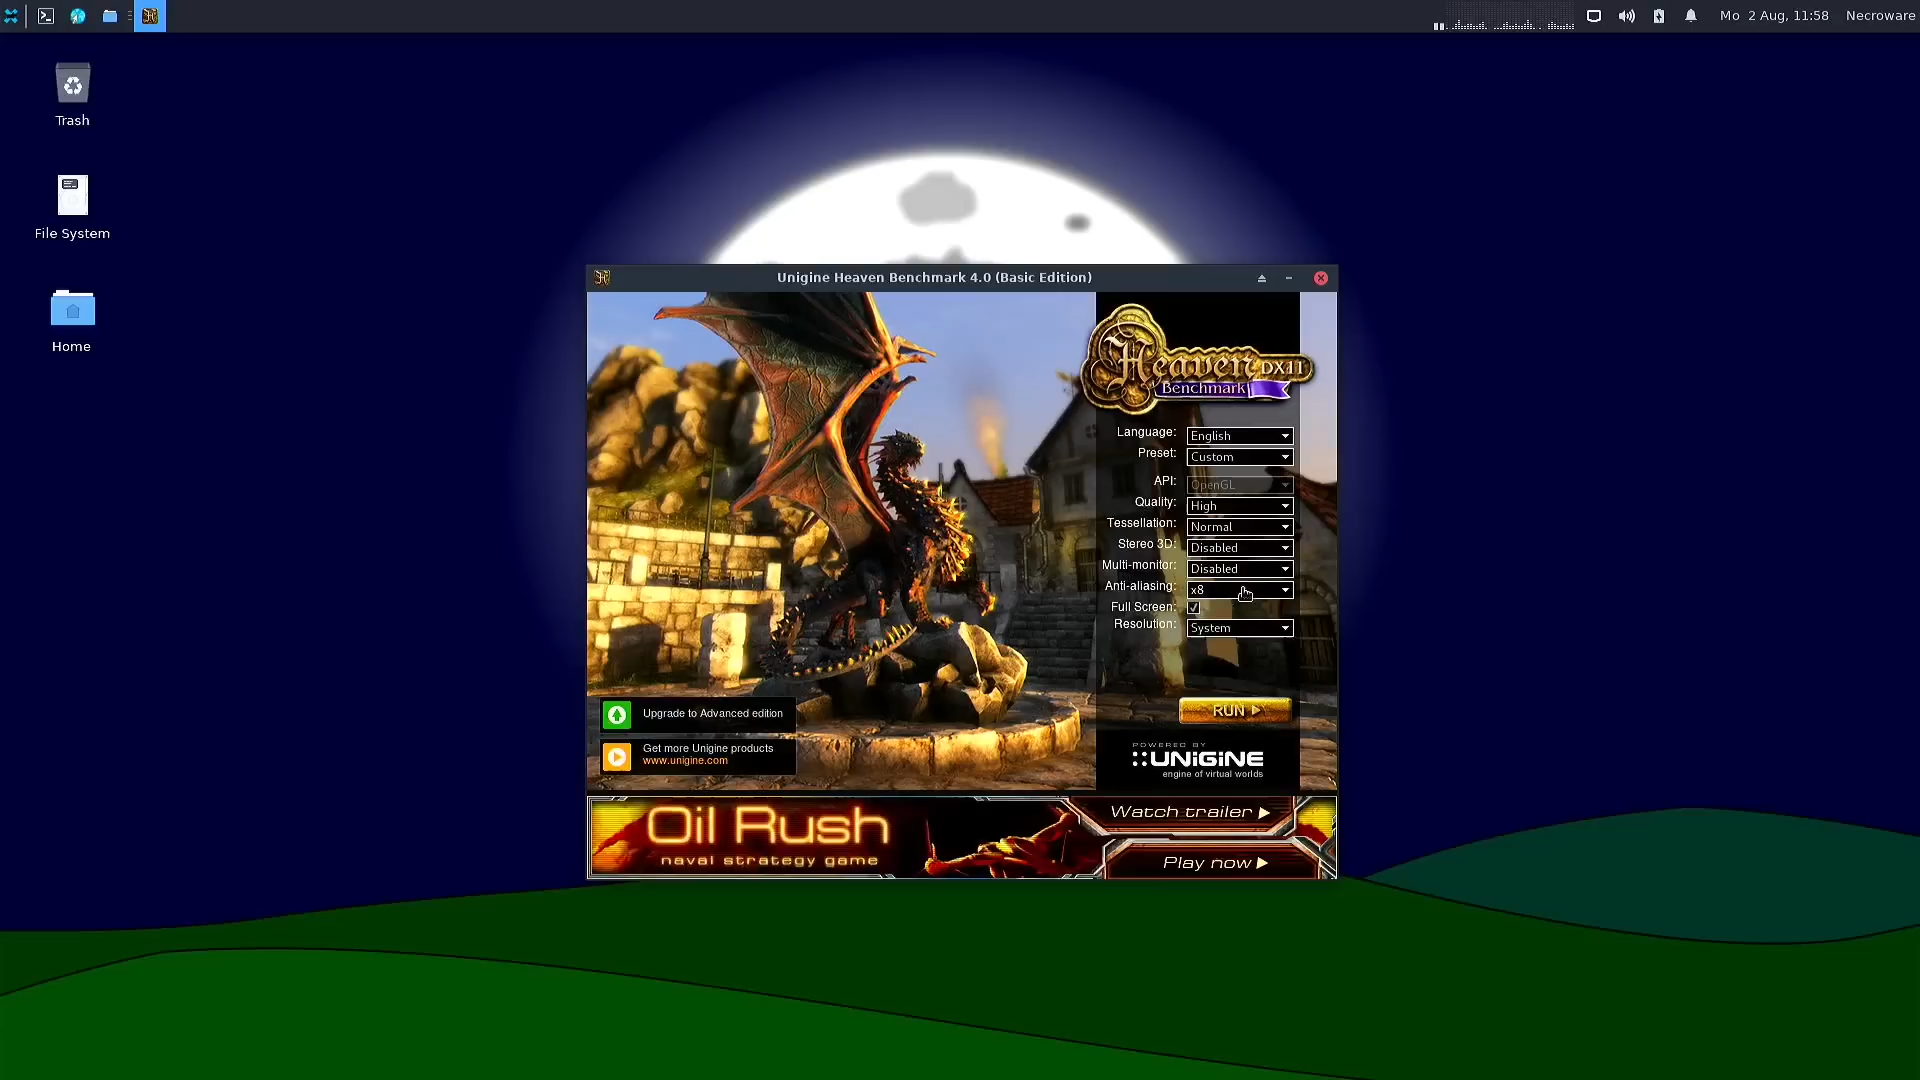 Mo 2 Aug, 11:58 Necroware
Trash
File System
Home
Unigine Heaven Benchmark 4.0 (Basic Edition)
Heaven DX11
Benchmark
Language: English
Preset: Custom
API: OpenGL
Quality: High
Tessellation: Normal
Stereo 3D: Disabled
Multi-monitor: Disabled
Anti-aliasing: x8
Full Screen:
Resolution: System
RUN
Upgrade to Advanced edition
Get more Unigine products
www.unigine.com
POWERED BY
UNIGINE
engine of virtual worlds
Oil Rush
naval strategy game
Watch trailer
Play now